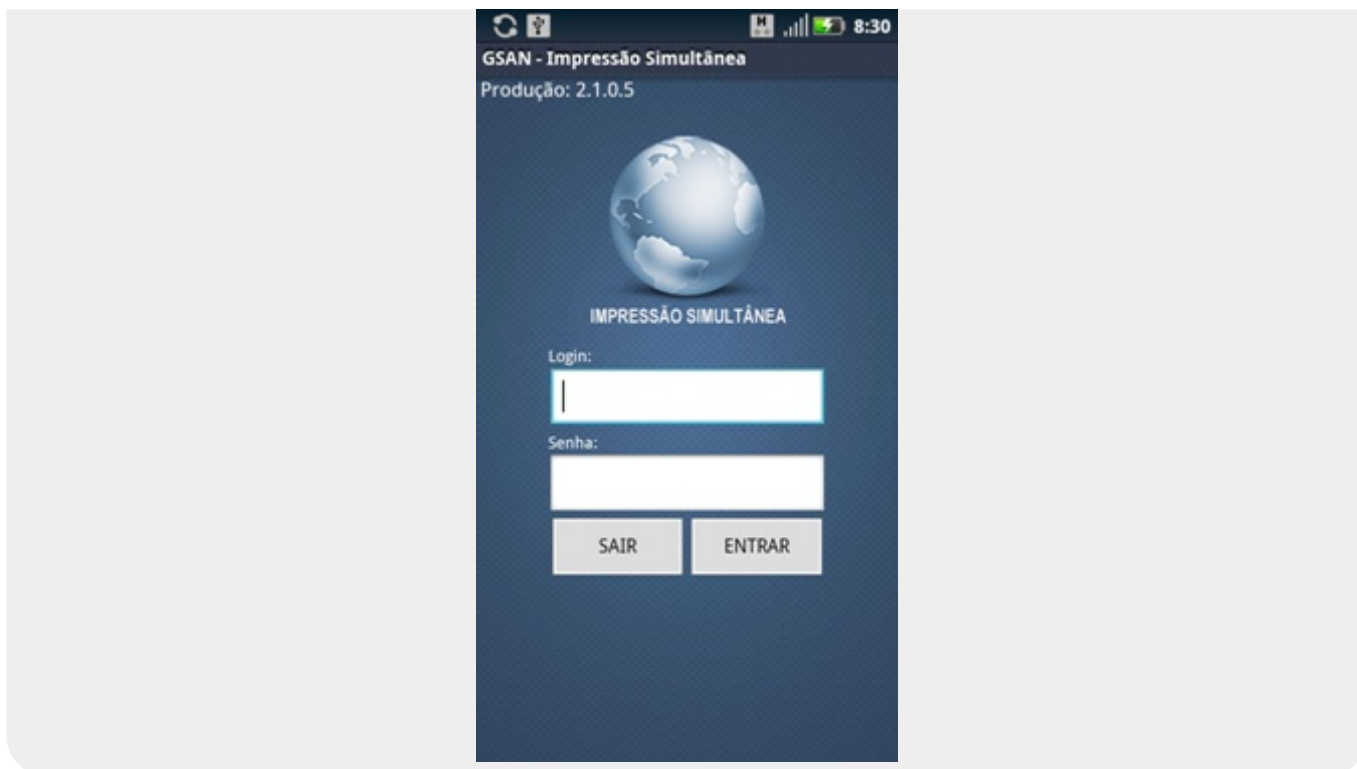 8:30
GSAN - Impressão Simultânea
Produção: 2.1.0.5
IMPRESSÃO SIMULTÂNEA
Login:
Senha:
SAIR ENTRAR